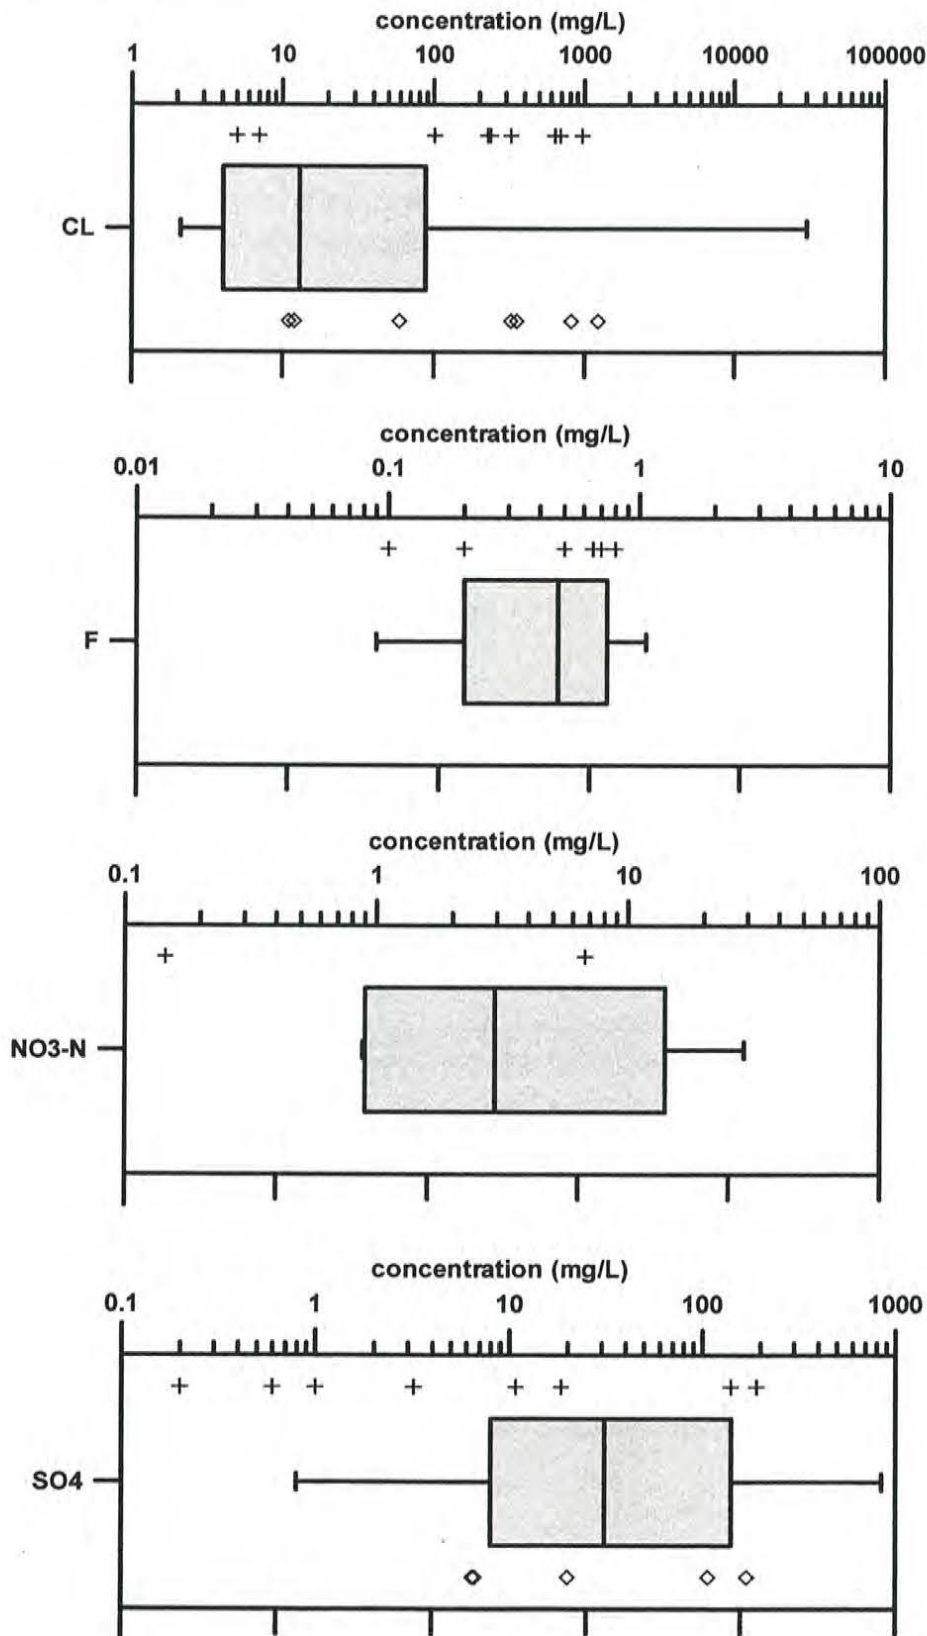 concentration (mg/L)
1 10 100 1000 10000 100000
CL
concentration (mg/L)
0.01 0.1 1 10
F
concentration (mg/L)
0.1 1 10 100
NO3-N
concentration (mg/L)
0.1 1 10 100 1000
SO4